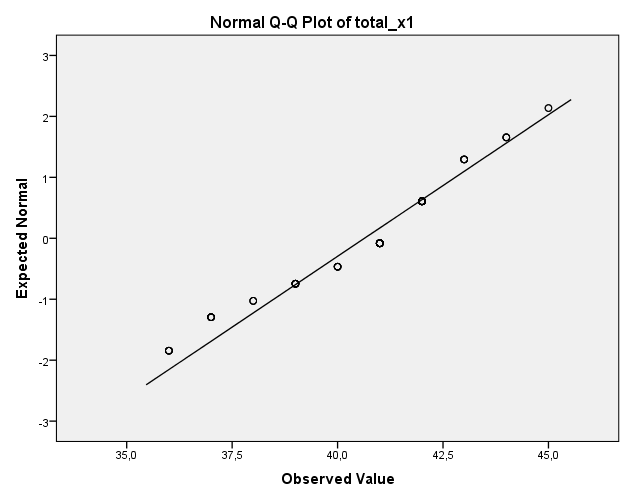 Normal Q-Q Plot of total_x1
3
2
1
0
-1
-2
-3
Expected Normal
35,0 37,5 40,0 42,5 45,0
Observed Value